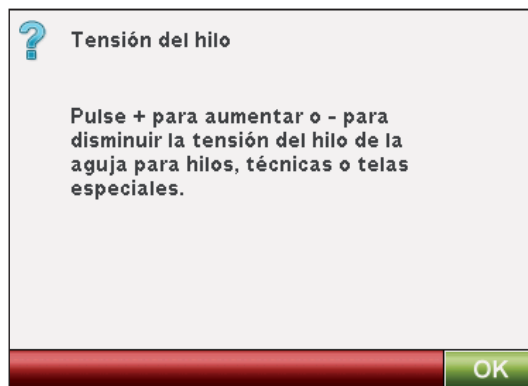 Tensión del hilo
Pulse + para aumentar o - para
disminuir la tensión del hilo de la
aguja para hilos, técnicas o telas
especiales.
OK